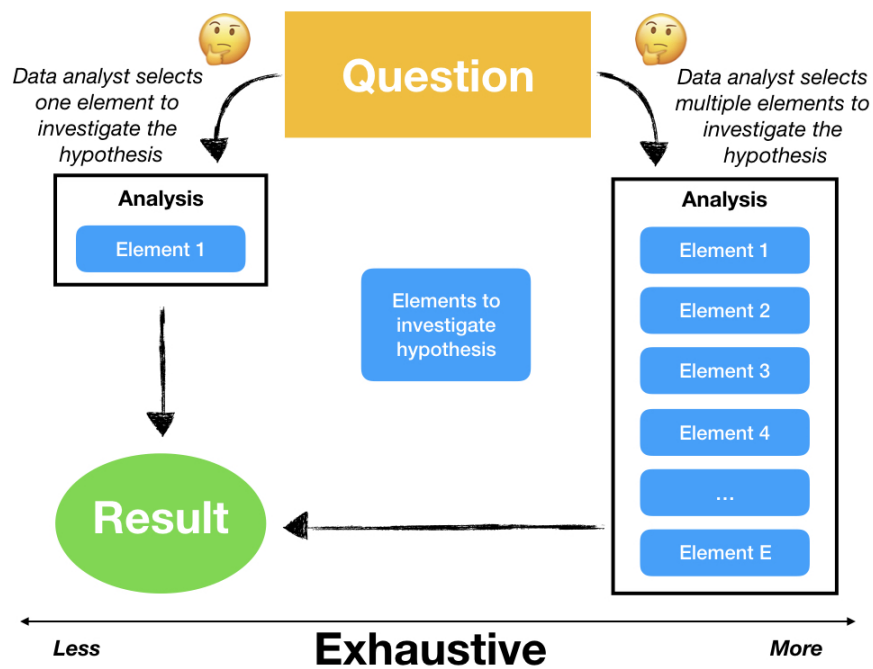 Question
Data analyst selects
one element to
investigate the
hypothesis
Data analyst selects
multiple elements to
investigate the
hypothesis
Analysis
Element 1
Elements to
investigate
hypothesis
Analysis
Element 1
Element 2
Element 3
Element 4
...
Element E
Result
Less
Exhaustive
More